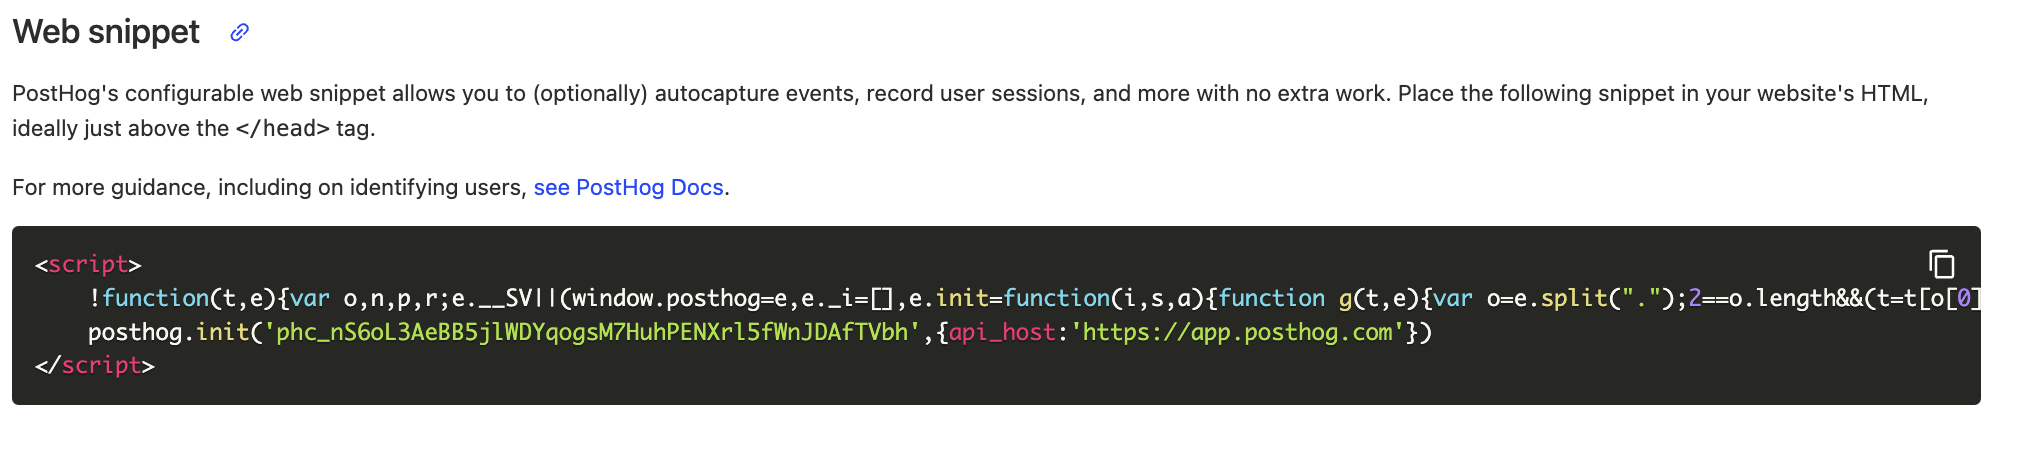 Web snippet
PostHog's configurable web snippet allows you to (optionally) autocapture events, record user sessions, and more with no extra work. Place the following snippet in your website's HTML,
ideally just above the </head> tag.
For more guidance, including on identifying users, see PostHog Docs.
<script>
    !function(t,e){var o,n,p,r;e.__SV||(window.posthog=e,e._i=[],e.init=function(i,s,a){function g(t,e){var o=e.split(".");2==o.length&&(t=t[o[0]
    posthog.init('phc_nS6oL3AeBB5jlWDYqogsM7HuhPENXrl5fWnJDAfTVbh',{api_host:'https://app.posthog.com'})
</script>